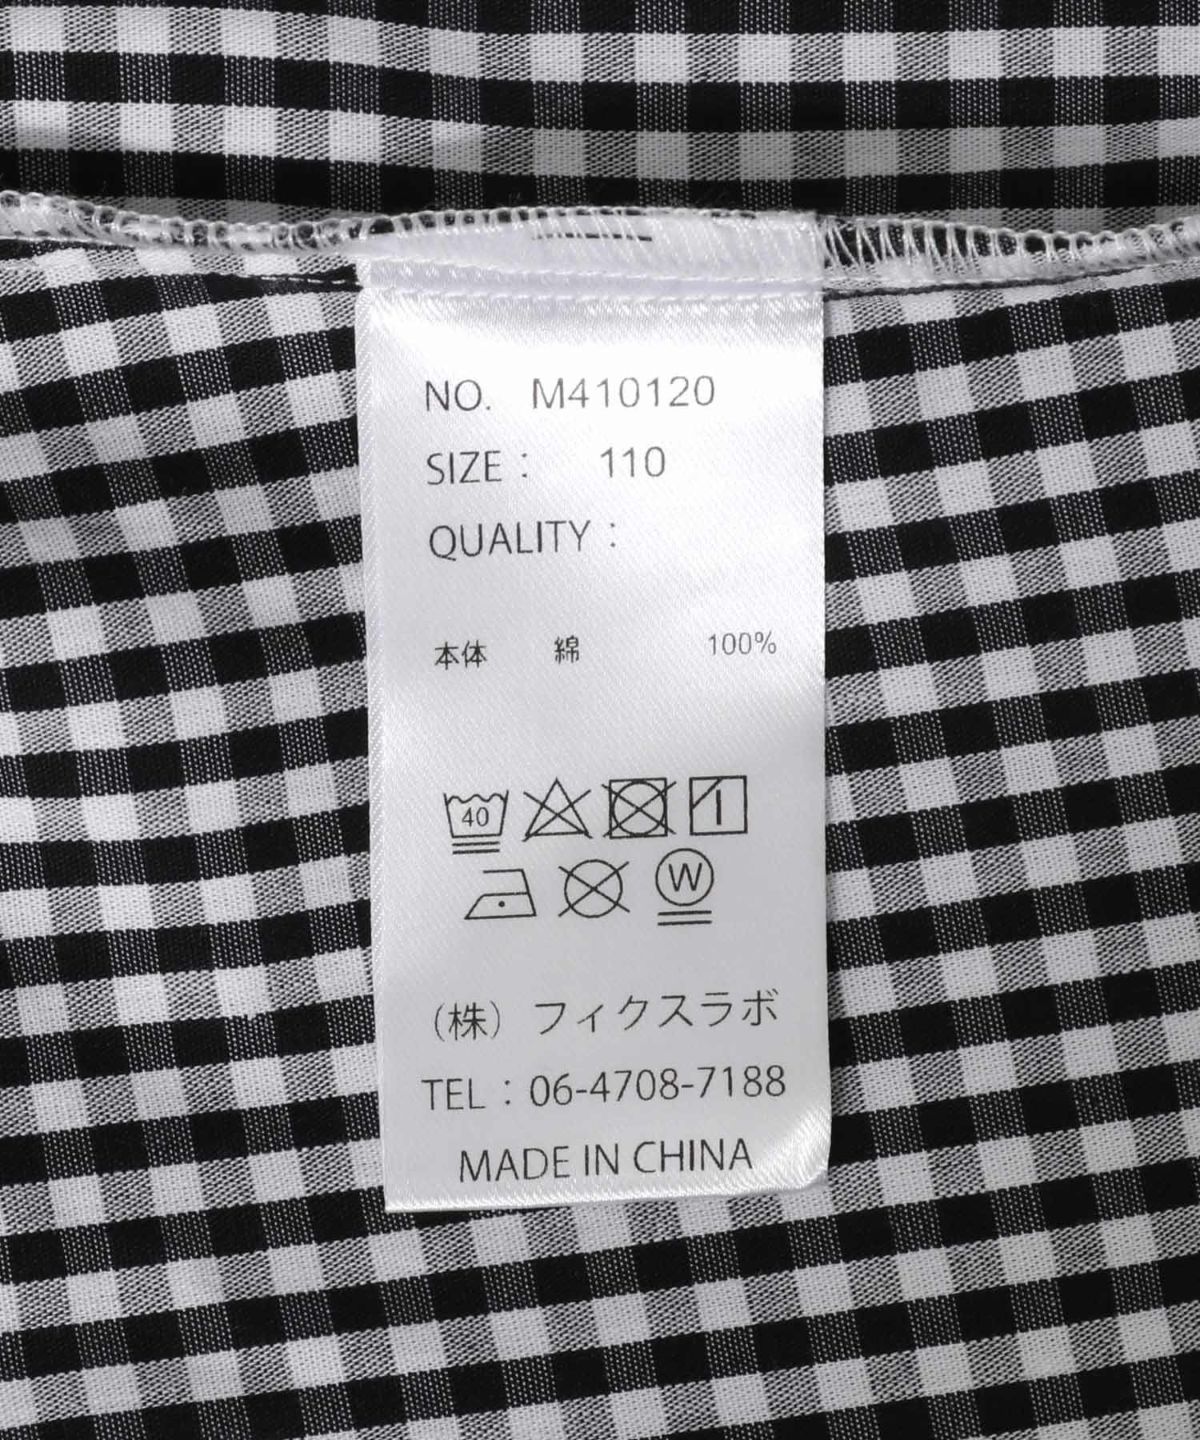 NO. M410120
SIZE : 110
QUALITY :
本体 綿 100%
40
W
(株) フィクスラボ
TEL : 06-4708-7188
MADE IN CHINA